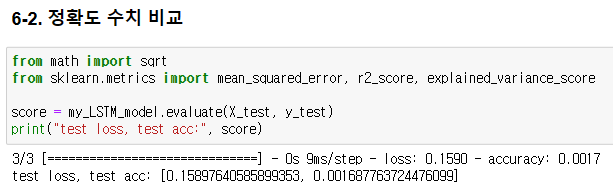 6-2. 정확도 수치 비교
from math import sqrt
from sklearn.metrics import mean_squared_error, r2_score, explained_variance_score
score = my_LSTM_model.evaluate(X_test, y_test)
print("test loss, test acc:", score)
3/3 [==============================] - 0s 9ms/step - loss: 0.1590 - accuracy: 0.0017
test loss, test acc: [0.15897640585899353, 0.001687763724476099]